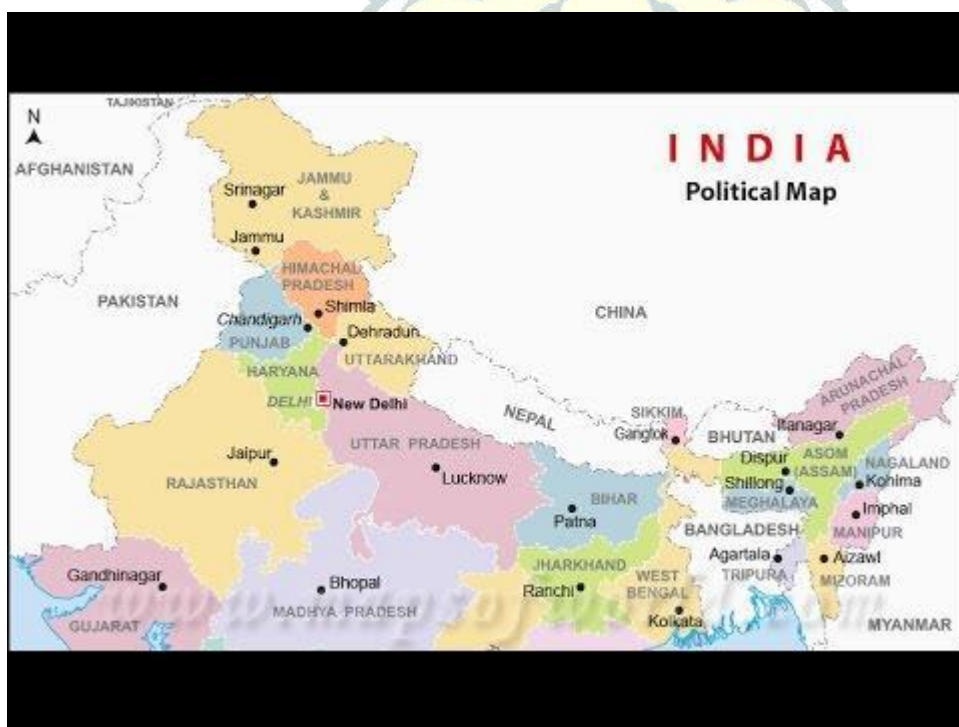 TAJIKISTAN
N
AFGHANISTAN
INDIA
Political Map
JAMMU
&
KASHMIR
Srinagar
Jammu
HIMACHAL
PRADESH
PAKISTAN
Shimla
CHINA
Chandigarh
PUNJAB
Dehradun
UTTARAKHAND
HARYANA
DELHI
New Delhi
NEPAL
SIKKIM
Gangtok
BHUTAN
ARUNACHAL
PRADESH
Itanagar
UTTAR PRADESH
Jaipur
RAJASTHAN
Lucknow
Dispur
ASOM
(ASSAM)
NAGALAND
Shillong
Kohima
MEGHALAYA
BIHAR
Patna
Imphal
BANGLADESH
MANIPUR
Agartala
Aizawl
JHARKHAND
TRIPURA
MIZORAM
Gandhinagar
Bhopal
Ranchi
WEST
BENGAL
MADHYA PRADESH
Kolkata
GUJARAT
MYANMAR
www.mapsofworld.com